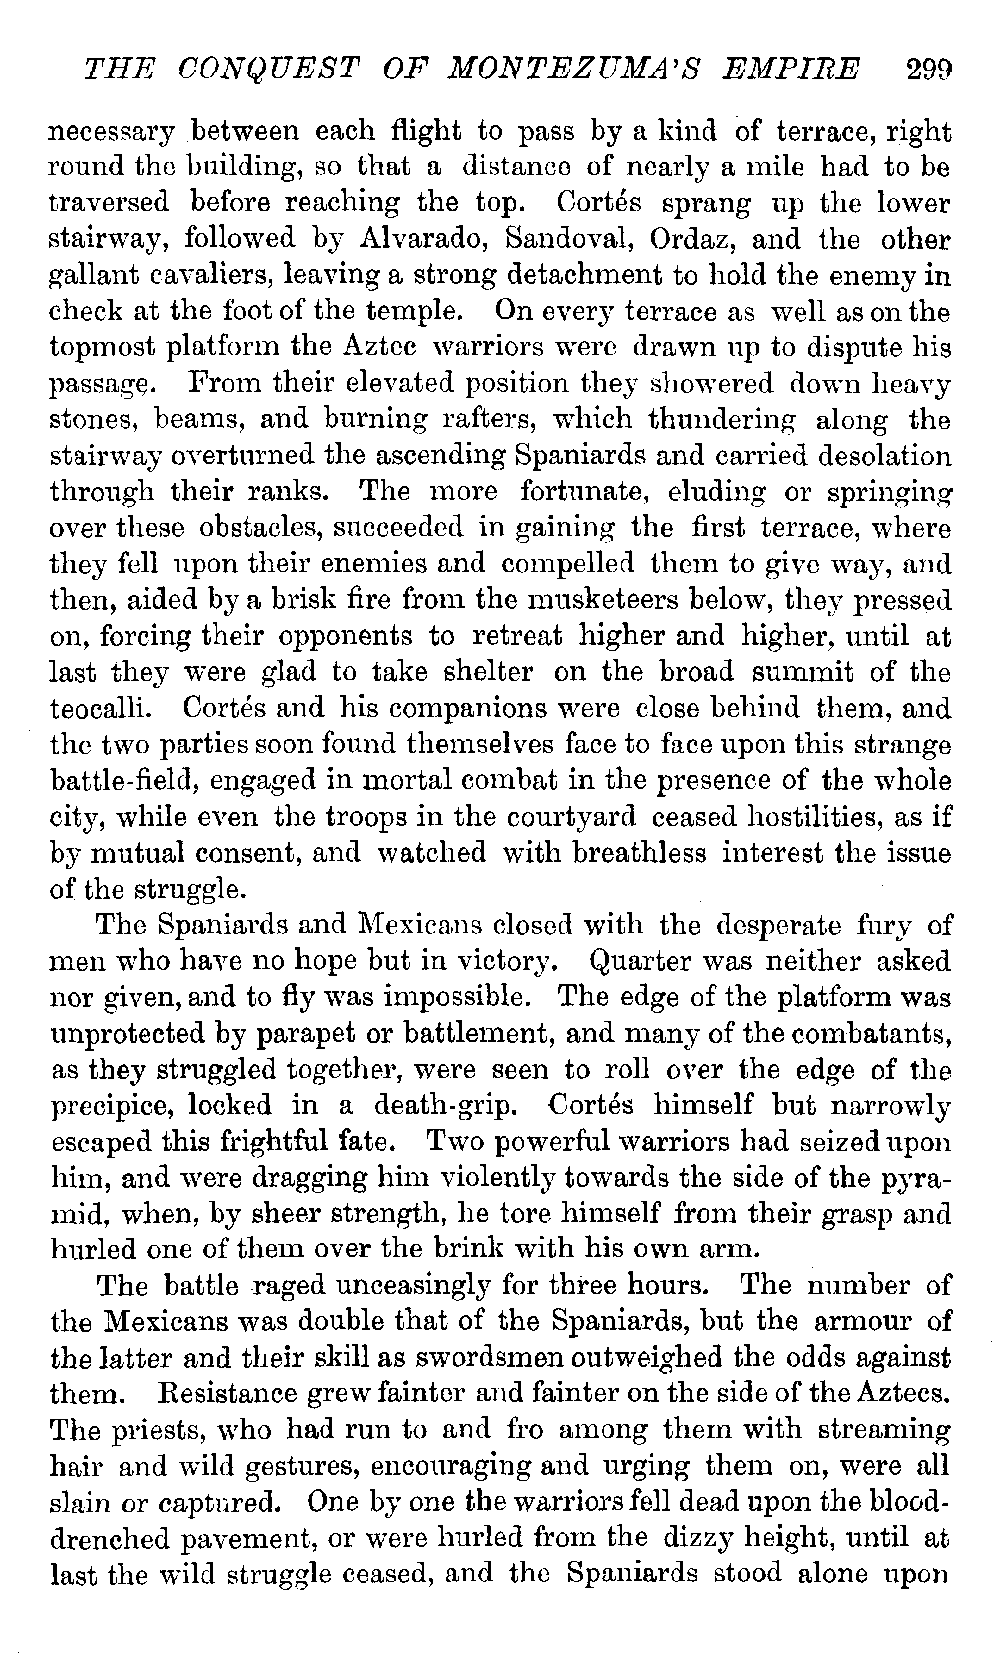 THE CONQUEST OF MONTEZUMA'S EMPIRE 299
necessary between each flight to pass by a kind of terrace, right
round the building, so that a distance of nearly a mile had to be
traversed before reaching the top. Cortés sprang up the lower
stairway, followed by Alvarado, Sandoval, Ordaz, and the other
gallant cavaliers, leaving a strong detachment to hold the enemy in
check at the foot of the temple. On every terrace as well as on the
topmost platform the Aztec warriors were drawn up to dispute his
passage. From their elevated position they showered down heavy
stones, beams, and burning rafters, which thundering along the
stairway overturned the ascending Spaniards and carried desolation
through their ranks. The more fortunate, eluding or springing
over these obstacles, succeeded in gaining the first terrace, where
they fell upon their enemies and compelled them to give way, and
then, aided by a brisk fire from the musketeers below, they pressed
on, forcing their opponents to retreat higher and higher, until at
last they were glad to take shelter on the broad summit of the
teocalli. Cortés and his companions were close behind them, and
the two parties soon found themselves face to face upon this strange
battle-field, engaged in mortal combat in the presence of the whole
city, while even the troops in the courtyard ceased hostilities, as if
by mutual consent, and watched with breathless interest the issue
of the struggle.
The Spaniards and Mexicans closed with the desperate fury of
men who have no hope but in victory. Quarter was neither asked
nor given, and to fly was impossible. The edge of the platform was
unprotected by parapet or battlement, and many of the combatants,
as they struggled together, were seen to roll over the edge of the
precipice, locked in a death-grip. Cortés himself but narrowly
escaped this frightful fate. Two powerful warriors had seized upon
him, and were dragging him violently towards the side of the pyra-
mid, when, by sheer strength, he tore himself from their grasp and
hurled one of them over the brink with his own arm.
The battle raged unceasingly for three hours. The number of
the Mexicans was double that of the Spaniards, but the armour of
the latter and their skill as swordsmen outweighed the odds against
them. Resistance grew fainter and fainter on the side of the Aztecs.
The priests, who had run to and fro among them with streaming
hair and wild gestures, encouraging and urging them on, were all
slain or captured. One by one the warriors fell dead upon the blood-
drenched pavement, or were hurled from the dizzy height, until at
last the wild struggle ceased, and the Spaniards stood alone upon